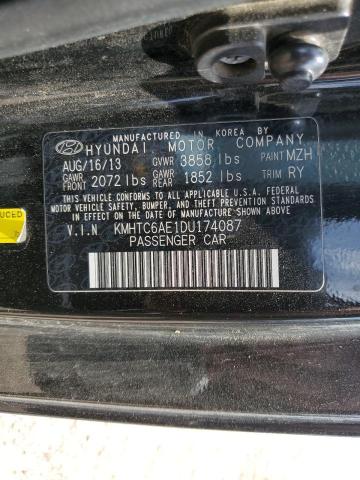 MANUFACTURED IN KOREA BY
HYUNDAI MOTOR COMPANY
AUG/16/13 GVWR 3858 lbs PAINT MZH
GAWR FRONT 2072 lbs GAWR REAR 1852 lbs TRIM RY
THIS VEHICLE CONFORMS TO ALL APPLICABLE U.S. FEDERAL MOTOR VEHICLE SAFETY, BUMPER, AND THEFT PREVENTION STANDARDS IN EFFECT ON THE DATE OF MANUFACTURE SHOWN ABOVE.
V.I.N KMHTC6AE1DU174087
PASSENGER CAR